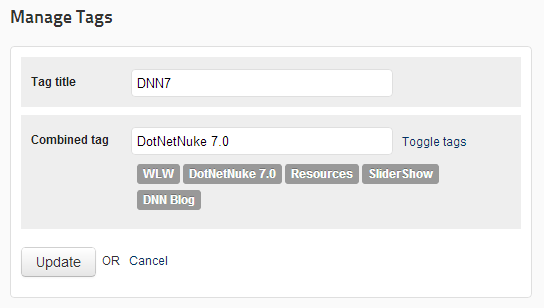 Manage Tags
Tag title DNN7
Combined tag DotNetNuke 7.0 Toggle tags
WLW DotNetNuke 7.0 Resources SliderShow
DNN Blog
Update OR Cancel